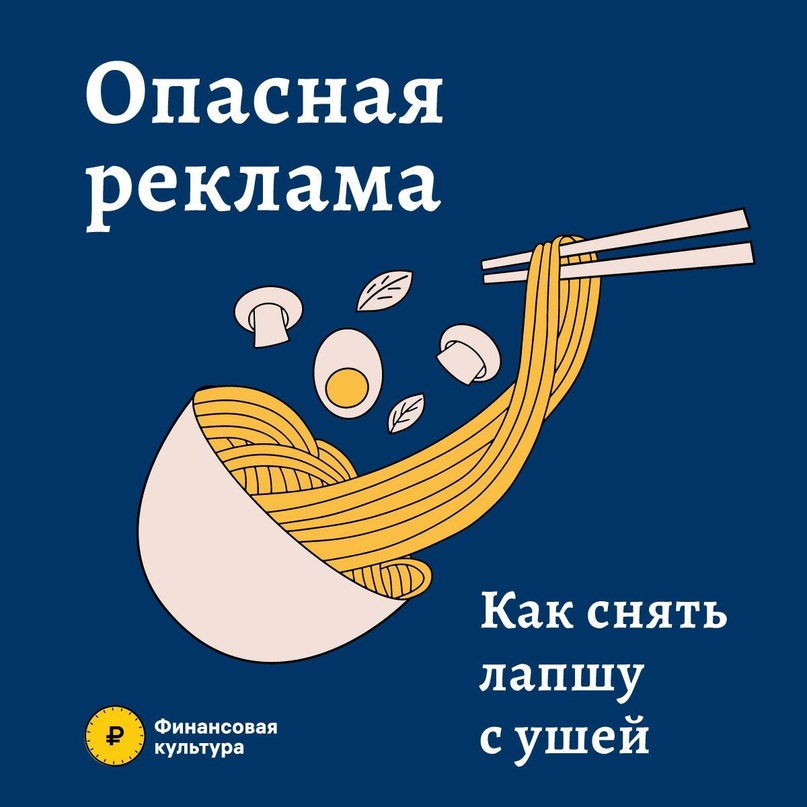 Опасная
реклама
Как снять
лапшу
с ушей
₽
Финансовая
культура